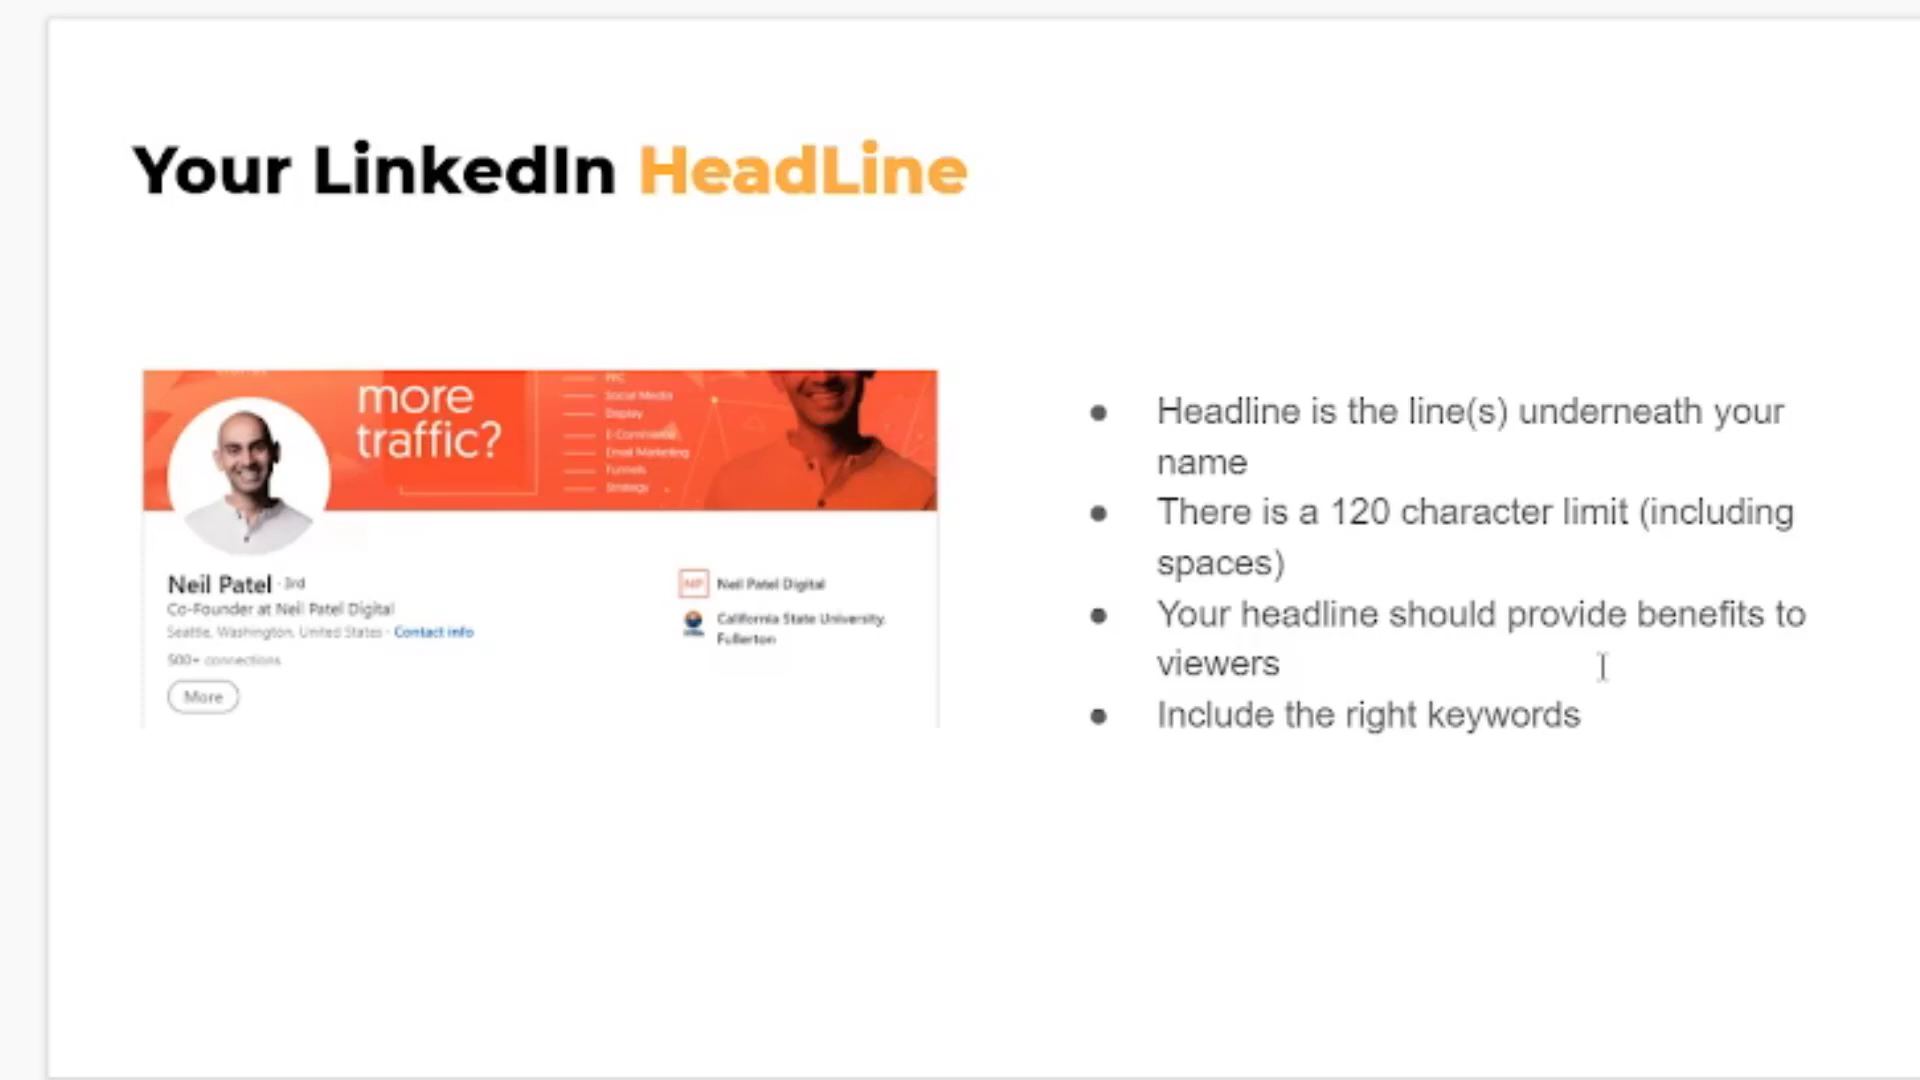 Your LinkedIn HeadLine
more
traffic?
PPC
Social Media
Display
E-Commerce
Email Marketing
Funnels
Strategy
Neil Patel · 3rd
Co-Founder at Neil Patel Digital
Seattle, Washington, United States · Contact info
500+ connections
More
NP Neil Patel Digital
California State University,
Fullerton
● Headline is the line(s) underneath your
name
● There is a 120 character limit (including
spaces)
● Your headline should provide benefits to
viewers
● Include the right keywords